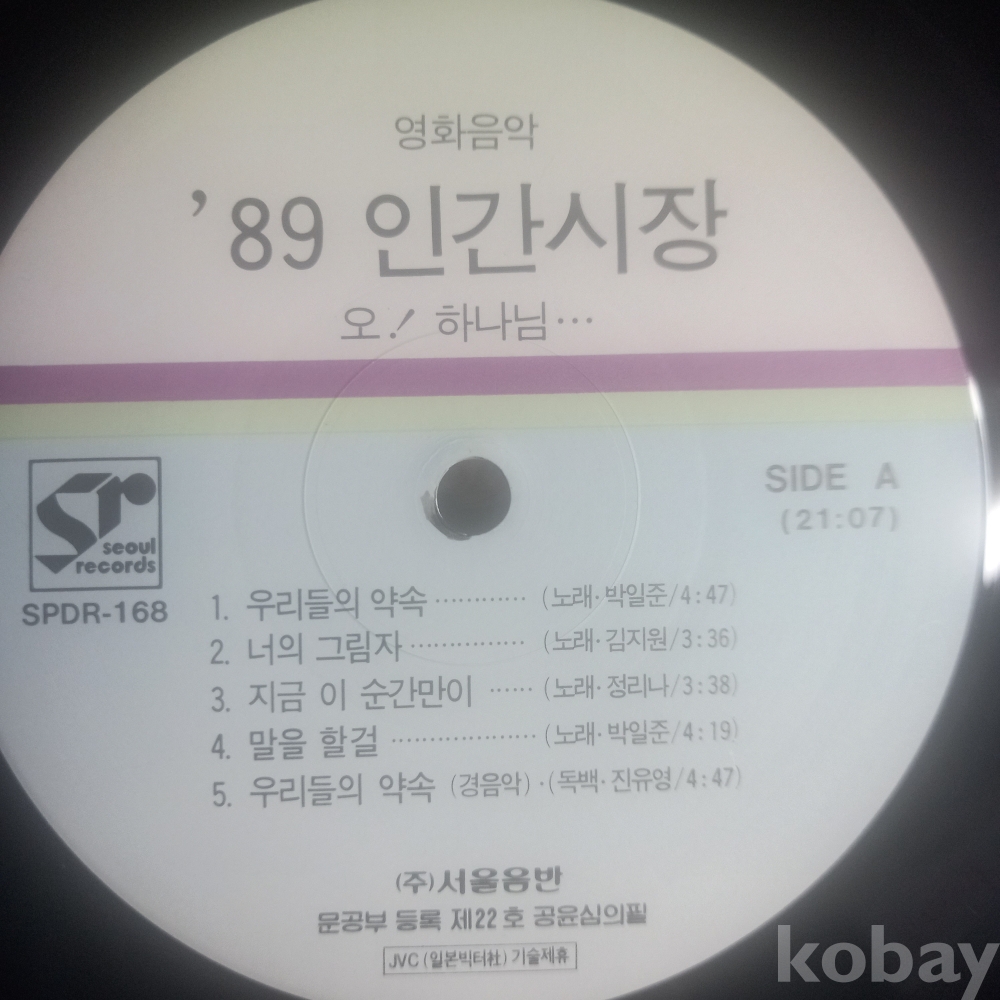 영화음악
'89 인간시장
오! 하나님…
sr
seoul
records
SPDR-168
SIDE A
(21:07)
1. 우리들의 약속 ………… (노래·박일준/4:47)
2. 너의 그림자 …………… (노래·김지원/3:36)
3. 지금 이 순간만이 …… (노래·정리나/3:38)
4. 말을 할걸 ……………… (노래·박일준/4:19)
5. 우리들의 약속 (경음악)·(독백·진유영/4:47)
(주)서울음반
문공부 등록 제22호 공윤심의필
JVC (일본빅터社) 기술제휴
kobay